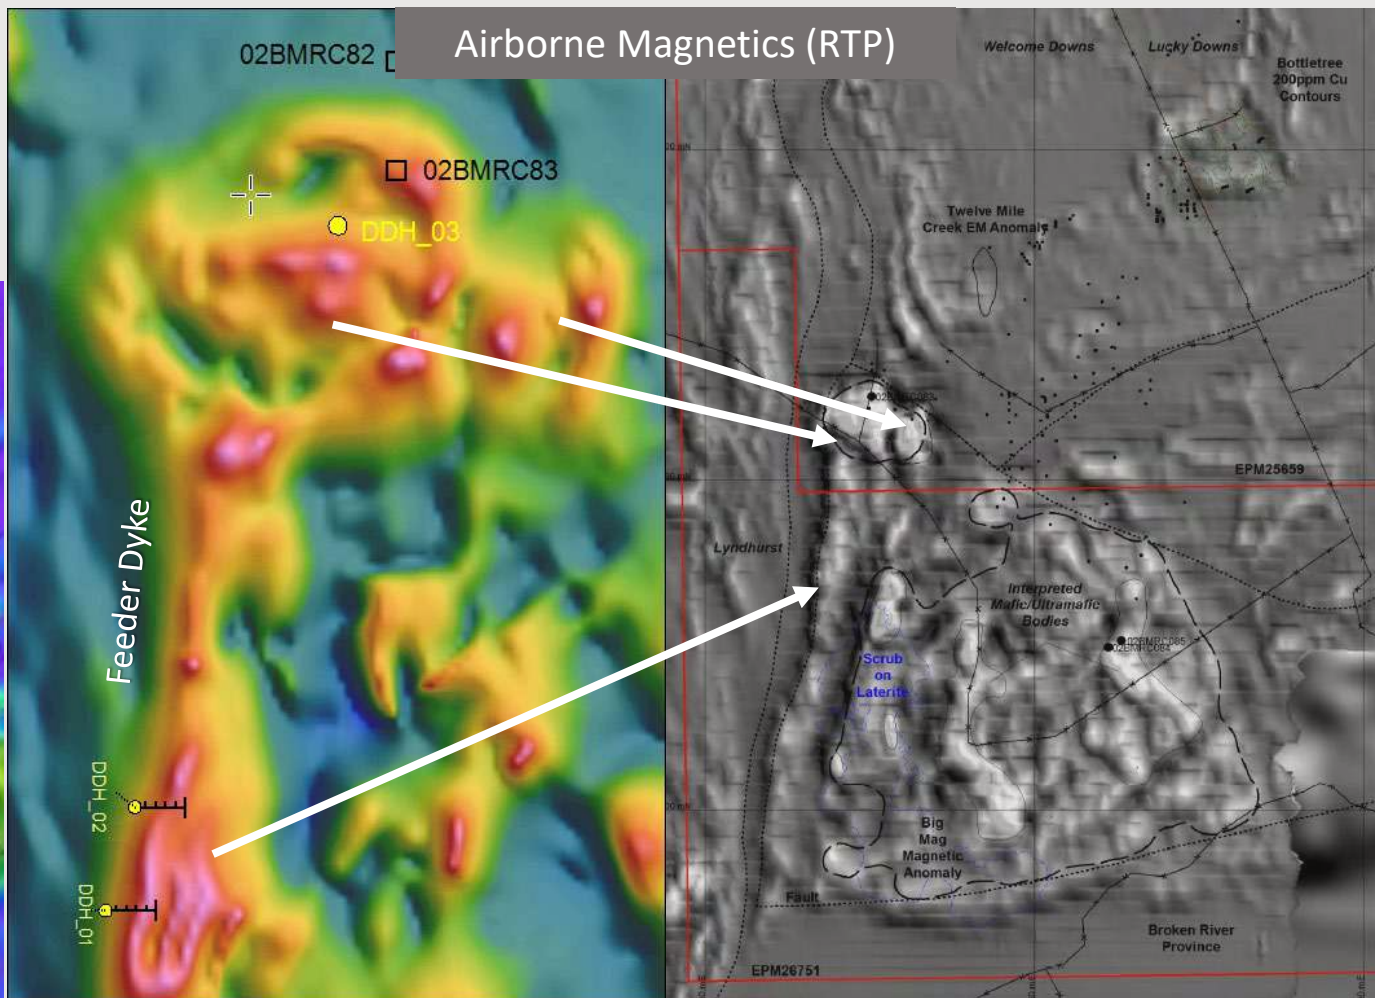 Airborne Magnetics (RTP)
02BMRC82
02BMRC83
DDH_03
Feeder Dyke
DDH_02
DDH_01
Welcome Downs
Lucky Downs
Bottletree
200ppm Cu
Contours
Twelve Mile
Creek EM Anomaly
EPM25659
Lyndhurst
Interpreted
Mafic/Ultramafic
Bodies
02BMRC085
02BMRC084
Scrub
on
Laterite
Big
Mag
Magnetic
Anomaly
Fault
Broken River
Province
EPM26751